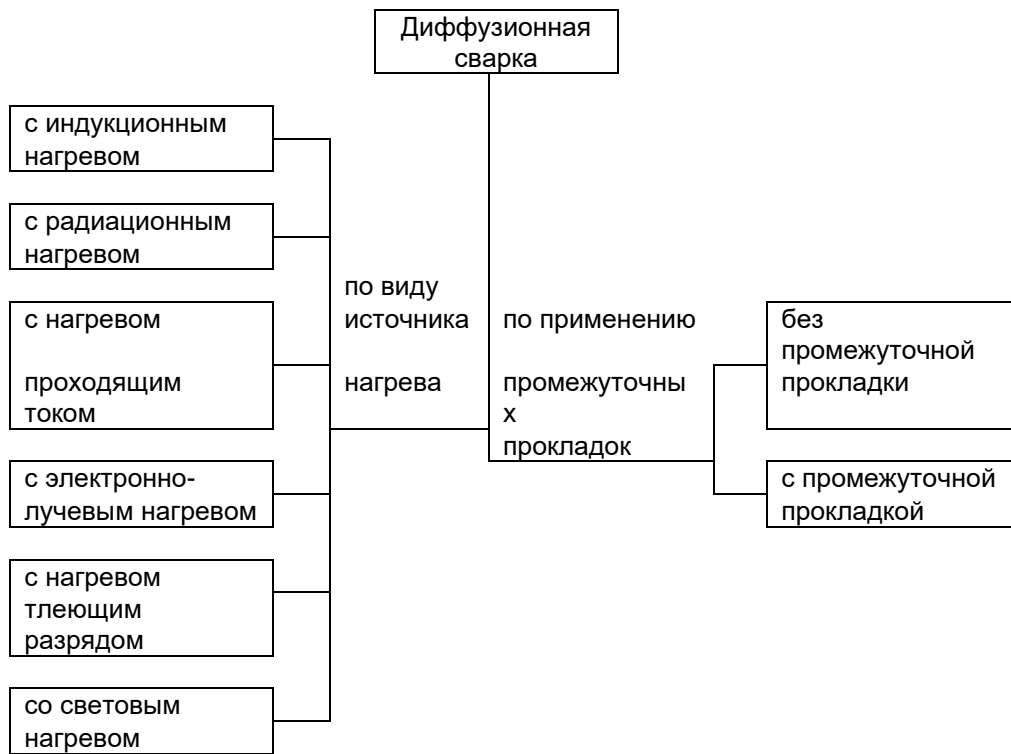 Диффузионная
сварка
с индукционным
нагревом
с радиационным
нагревом
с нагревом
проходящим
током
с электронно-
лучевым нагревом
с нагревом
тлеющим
разрядом
со световым
нагревом
по виду
источника
нагрева
по применению
промежуточны
х
прокладок
без
промежуточной
прокладки
с промежуточной
прокладкой